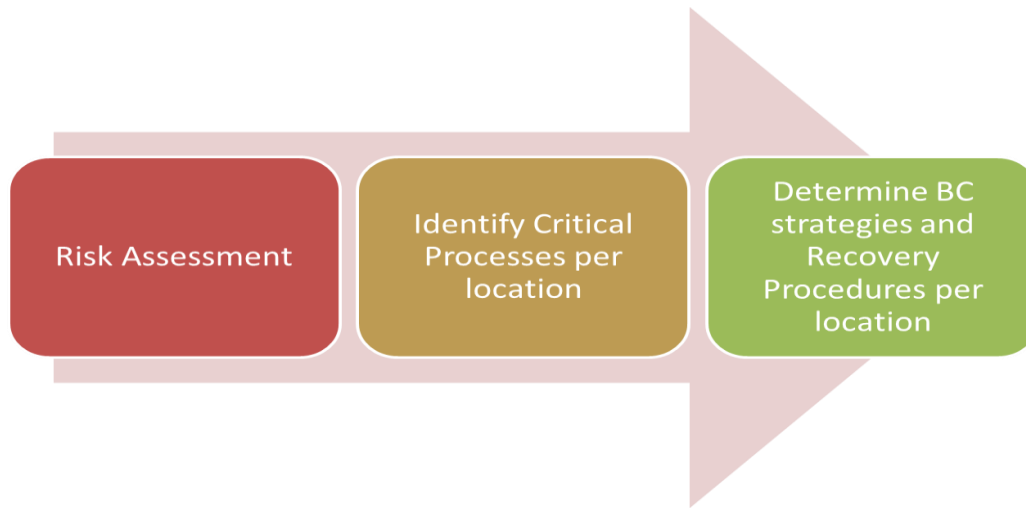 Risk Assessment
Identify Critical
Processes per
location
Determine BC
strategies and
Recovery
Procedures per
location